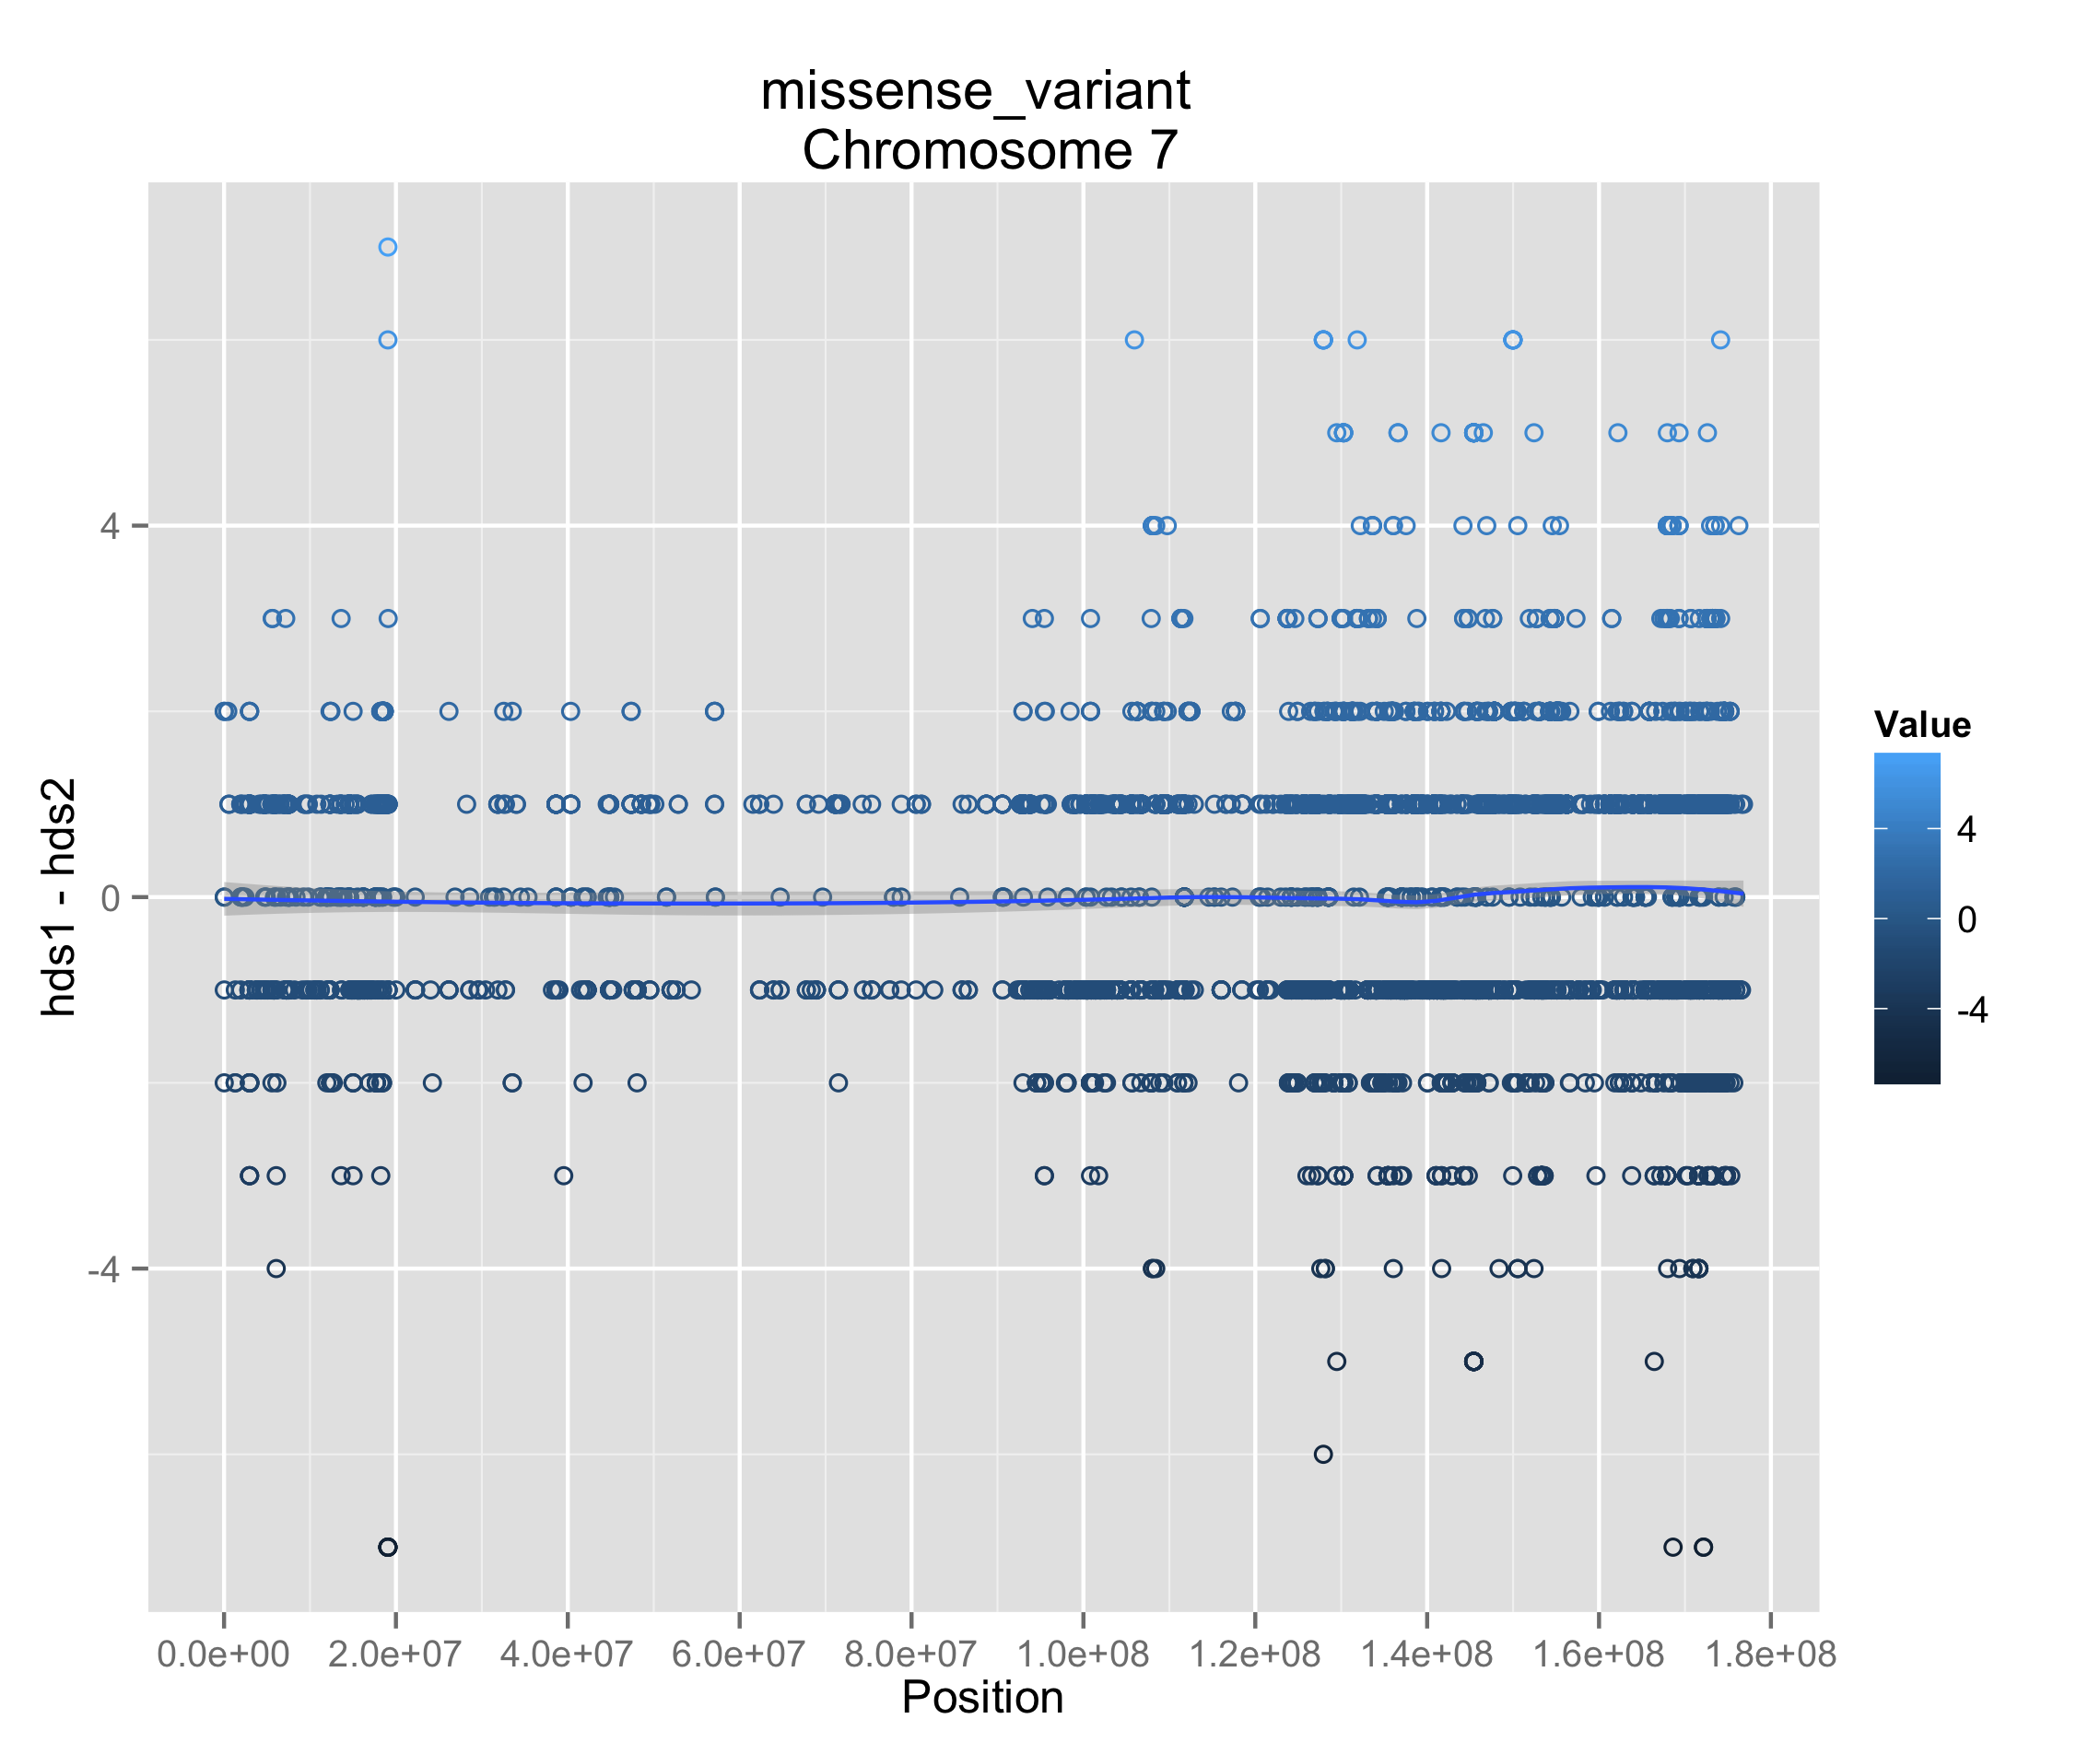 missense_variant
Chromosome 7
hds1 - hds2
4
0
-4
0.0e+00 2.0e+07 4.0e+07 6.0e+07 8.0e+07 1.0e+08 1.2e+08 1.4e+08 1.6e+08 1.8e+08
Position
Value
4
0
-4